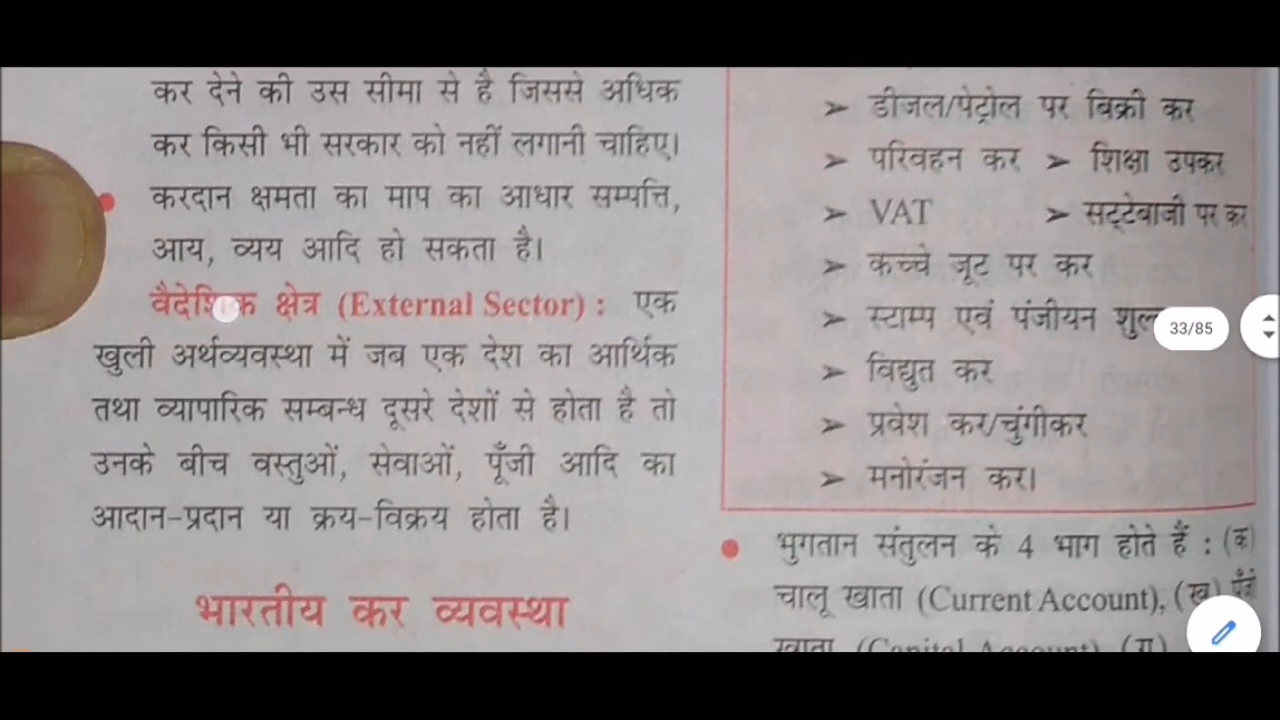 कर देने की उस सीमा से है जिससे अधिक
कर किसी भी सरकार को नहीं लगानी चाहिए।
करदान क्षमता का माप का आधार सम्पत्ति,
आय, व्यय आदि हो सकता है।
वैदेशिक क्षेत्र (External Sector) : एक
खुली अर्थव्यवस्था में जब एक देश का आर्थिक
तथा व्यापारिक सम्बन्ध दूसरे देशों से होता है तो
उनके बीच वस्तुओं, सेवाओं, पूँजी आदि का
आदान-प्रदान या क्रय-विक्रय होता है।
भारतीय कर व्यवस्था
➤ डीजल/पेट्रोल पर बिक्री कर
➤ परिवहन कर ➤ शिक्षा उपकर
➤ VAT ➤ सट्टेबाजी पर कर
➤ कच्चे जूट पर कर
➤ स्टाम्प एवं पंजीयन
➤ विद्युत कर
➤ प्रवेश कर/चुंगीकर
➤ मनोरंजन कर।
भुगतान संतुलन के 4 भाग होते हैं : (क)
चालू खाता (Current Account), (ख)
खाता (Capital Account), (ग)
33/85